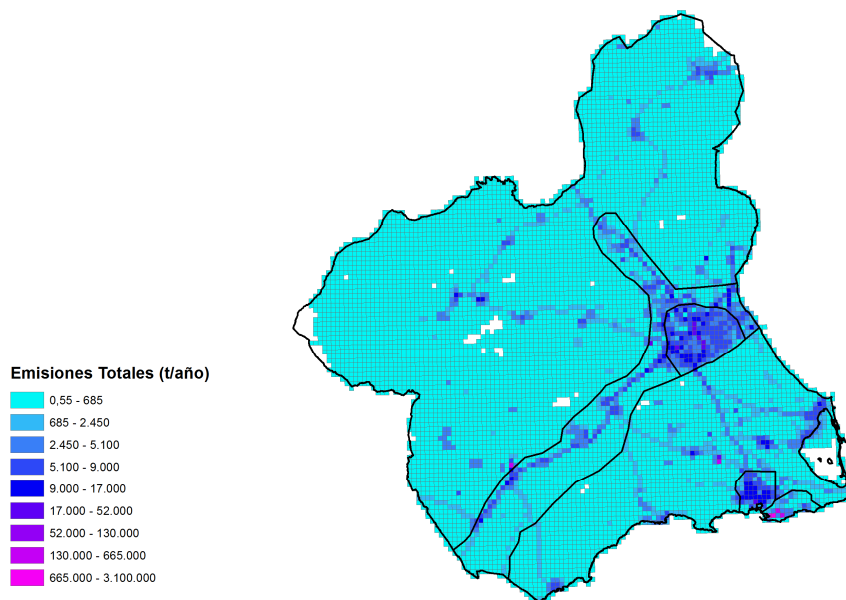 Emisiones Totales (t/año)
0,55 - 685
685 - 2.450
2.450 - 5.100
5.100 - 9.000
9.000 - 17.000
17.000 - 52.000
52.000 - 130.000
130.000 - 665.000
665.000 - 3.100.000